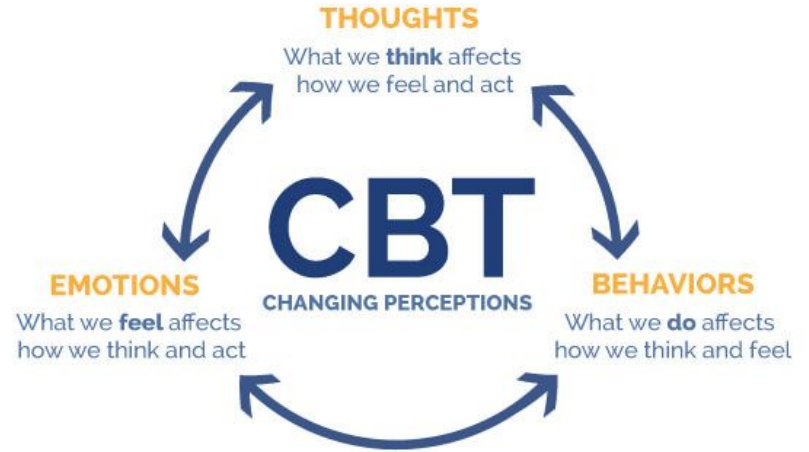 THOUGHTS
What we think affects
how we feel and act
CBT
CHANGING PERCEPTIONS
EMOTIONS
What we feel affects
how we think and act
BEHAVIORS
What we do affects
how we think and feel